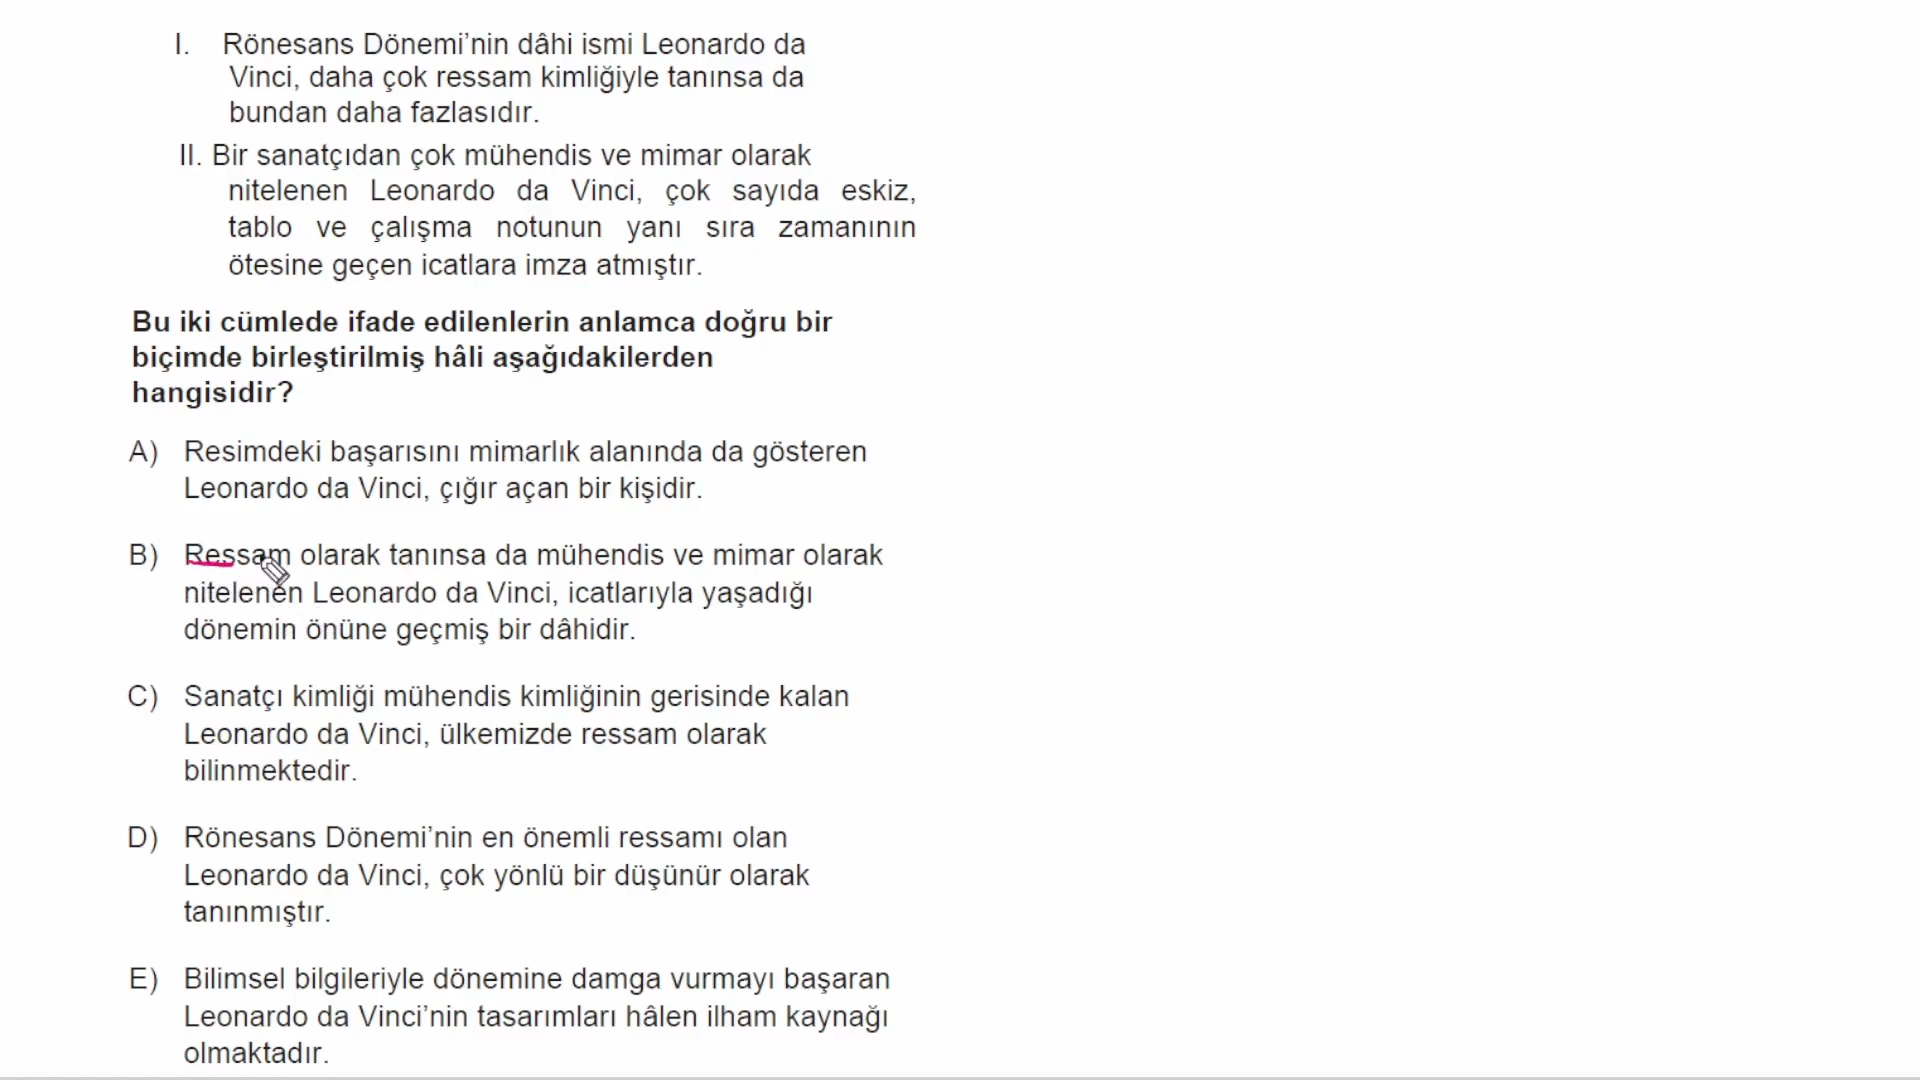 I. Rönesans Dönemi’nin dâhi ismi Leonardo da
Vinci, daha çok ressam kimliğiyle tanınsa da
bundan daha fazlasıdır.
II. Bir sanatçıdan çok mühendis ve mimar olarak
nitelenen Leonardo da Vinci, çok sayıda eskiz,
tablo ve çalışma notunun yanı sıra zamanının
ötesine geçen icatlara imza atmıştır.
Bu iki cümlede ifade edilenlerin anlamca doğru bir
biçimde birleştirilmiş hâli aşağıdakilerden
hangisidir?
A) Resimdeki başarısını mimarlık alanında da gösteren
Leonardo da Vinci, çığır açan bir kişidir.
B) Ressam olarak tanınsa da mühendis ve mimar olarak
nitelenen Leonardo da Vinci, icatlarıyla yaşadığı
dönemin önüne geçmiş bir dâhidir.
C) Sanatçı kimliği mühendis kimliğinin gerisinde kalan
Leonardo da Vinci, ülkemizde ressam olarak
bilinmektedir.
D) Rönesans Dönemi’nin en önemli ressamı olan
Leonardo da Vinci, çok yönlü bir düşünür olarak
tanınmıştır.
E) Bilimsel bilgileriyle dönemine damga vurmayı başaran
Leonardo da Vinci’nin tasarımları hâlen ilham kaynağı
olmaktadır.